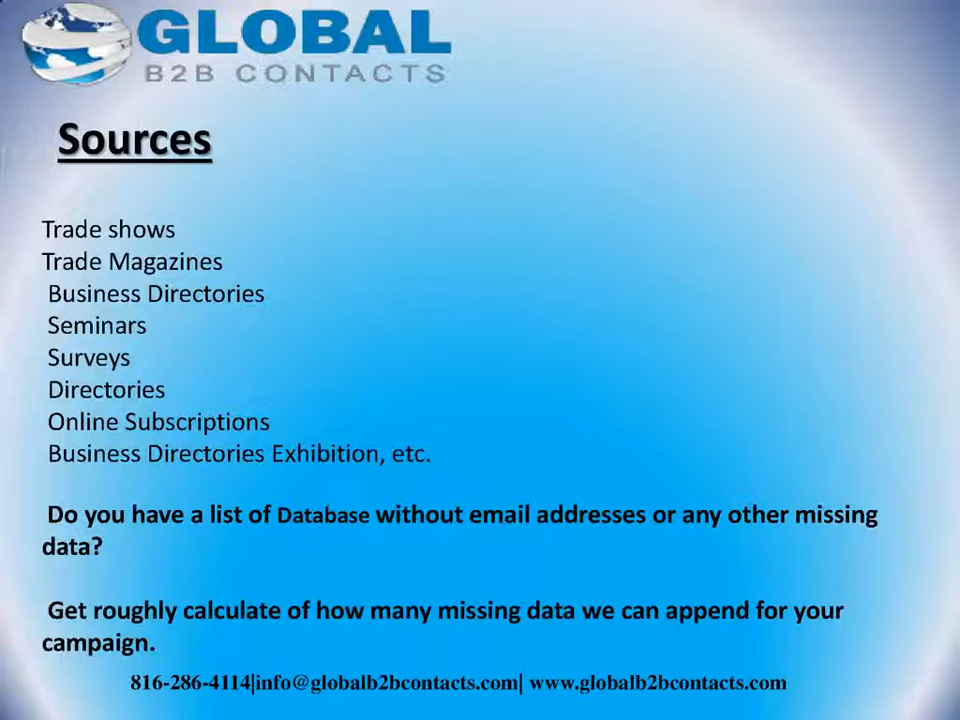 GLOBAL
B2B CONTACTS
Sources
Trade shows
Trade Magazines
Business Directories
Seminars
Surveys
Directories
Online Subscriptions
Business Directories Exhibition, etc.
Do you have a list of Database without email addresses or any other missing
data?
Get roughly calculate of how many missing data we can append for your
campaign.
816-286-4114|info@globalb2bcontacts.com| www.globalb2bcontacts.com